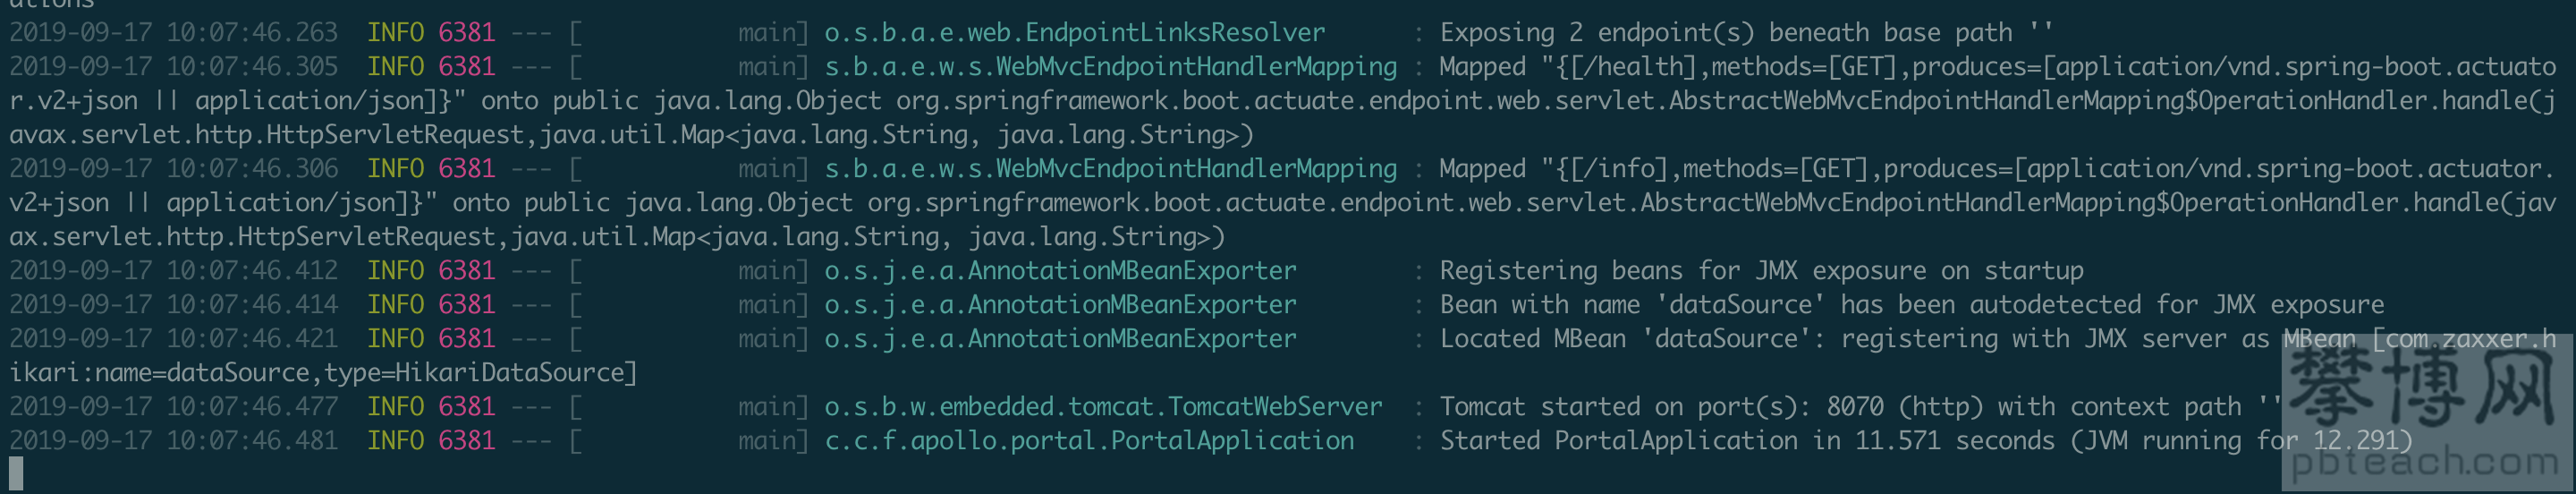 ations
2019-09-17 10:07:46.263  INFO 6381 --- [           main] o.s.b.a.e.web.EndpointLinksResolver      : Exposing 2 endpoint(s) beneath base path ''
2019-09-17 10:07:46.305  INFO 6381 --- [           main] s.b.a.e.w.s.WebMvcEndpointHandlerMapping : Mapped "{[/health],methods=[GET],produces=[application/vnd.spring-boot.actuato
r.v2+json || application/json]}" onto public java.lang.Object org.springframework.boot.actuate.endpoint.web.servlet.AbstractWebMvcEndpointHandlerMapping$OperationHandler.handle(j
avax.servlet.http.HttpServletRequest,java.util.Map<java.lang.String, java.lang.String>)
2019-09-17 10:07:46.306  INFO 6381 --- [           main] s.b.a.e.w.s.WebMvcEndpointHandlerMapping : Mapped "{[/info],methods=[GET],produces=[application/vnd.spring-boot.actuator.
v2+json || application/json]}" onto public java.lang.Object org.springframework.boot.actuate.endpoint.web.servlet.AbstractWebMvcEndpointHandlerMapping$OperationHandler.handle(jav
ax.servlet.http.HttpServletRequest,java.util.Map<java.lang.String, java.lang.String>)
2019-09-17 10:07:46.412  INFO 6381 --- [           main] o.s.j.e.a.AnnotationMBeanExporter        : Registering beans for JMX exposure on startup
2019-09-17 10:07:46.414  INFO 6381 --- [           main] o.s.j.e.a.AnnotationMBeanExporter        : Bean with name 'dataSource' has been autodetected for JMX exposure
2019-09-17 10:07:46.421  INFO 6381 --- [           main] o.s.j.e.a.AnnotationMBeanExporter        : Located MBean 'dataSource': registering with JMX server as MBean [com.zaxxer.h
ikari:name=dataSource,type=HikariDataSource]
2019-09-17 10:07:46.477  INFO 6381 --- [           main] o.s.b.w.embedded.tomcat.TomcatWebServer  : Tomcat started on port(s): 8070 (http) with context path ''
2019-09-17 10:07:46.481  INFO 6381 --- [           main] c.c.f.apollo.portal.PortalApplication    : Started PortalApplication in 11.571 seconds (JVM running for 12.291)
攀博网
pbteach.com